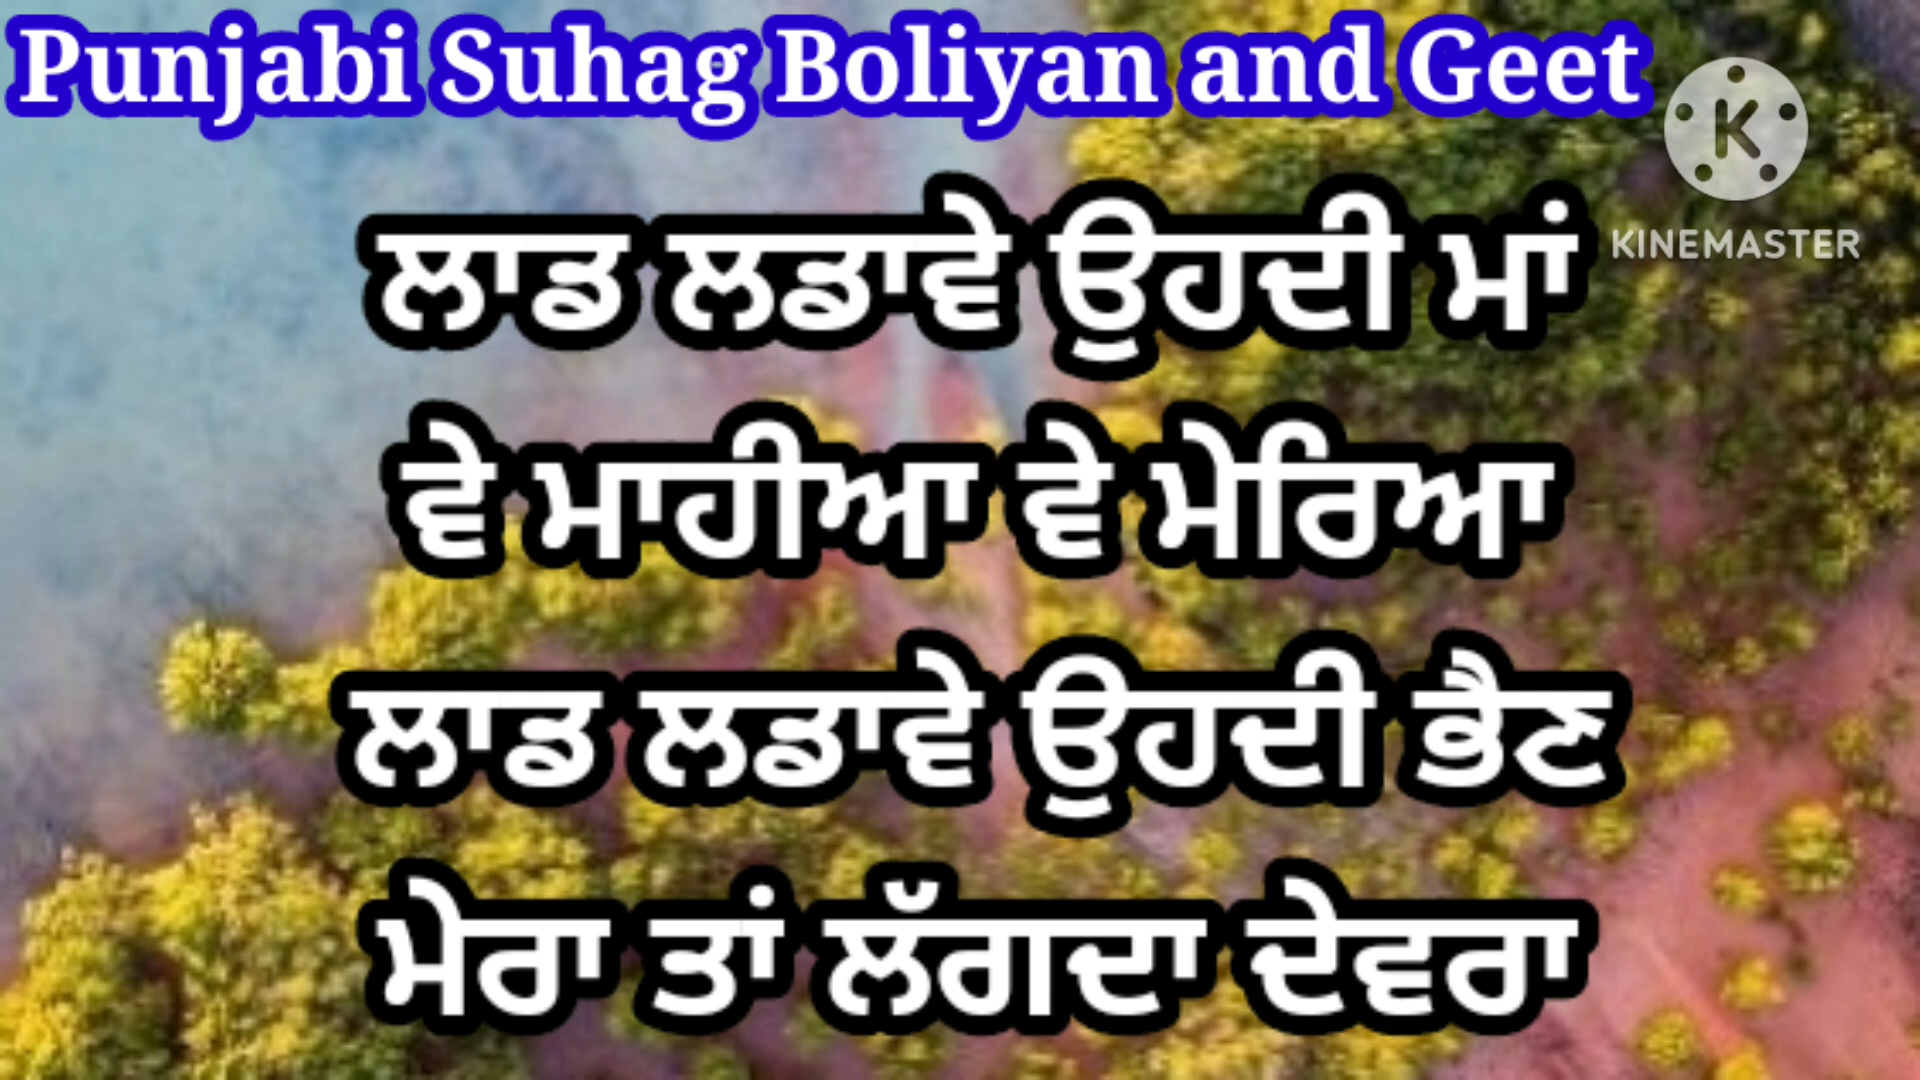 Punjabi Suhag Boliyan and Geet
K
KINEMASTER
ਲਾਡ ਲਡਾਵੇ ਉਹਦੀ ਮਾਂ
ਵੇ ਮਾਹੀਆ ਵੇ ਮੇਰਿਆ
ਲਾਡ ਲਡਾਵੇ ਉਹਦੀ ਭੈਣ
ਮੇਰਾ ਤਾਂ ਲੱਗਦਾ ਦੇਵਰਾ